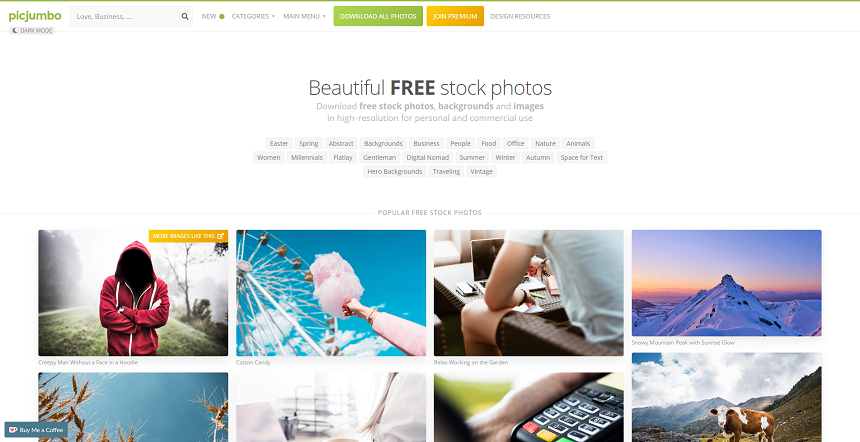 picjumbo
Love, Business, ...
NEW
CATEGORIES
MAIN MENU
DOWNLOAD ALL PHOTOS
JOIN PREMIUM
DESIGN RESOURCES
DARK MODE
Beautiful FREE stock photos
Download free stock photos, backgrounds and images
in high-resolution for personal and commercial use
Easter Spring Abstract Backgrounds Business People Food Office Nature Animals
Women Millennials Flatlay Gentleman Digital Nomad Summer Winter Autumn Space for Text
Hero Backgrounds Traveling Vintage
POPULAR FREE STOCK PHOTOS
MORE IMAGES LIKE THIS
Creepy Man Without a Face in a Hoodie
Cotton Candy
Relax Working on the Garden
Snowy Mountain Peak with Sunrise Glow
Buy Me a Coffee